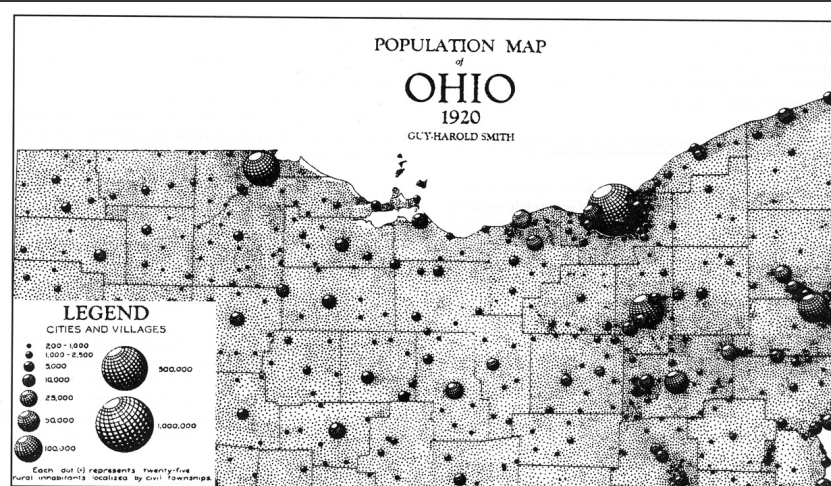 POPULATION MAP
of
OHIO
1920
GUY-HAROLD SMITH
LEGEND
CITIES AND VILLAGES
200-1,000
1,000-2,500
5,000
10,000
25,000
50,000
100,000
500,000
1,000,000
Each dot (•) represents twenty-five
rural inhabitants localized by civil townships.